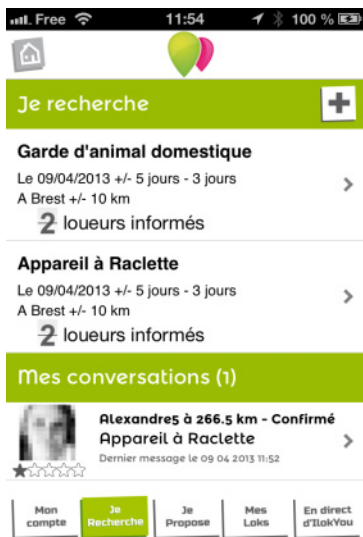 Free 11:54 100 %
Je recherche
Garde d'animal domestique
Le 09/04/2013 +/- 5 jours - 3 jours
A Brest +/- 10 km
2 loueurs informés
Appareil à Raclette
Le 09/04/2013 +/- 5 jours - 3 jours
A Brest +/- 10 km
2 loueurs informés
Mes conversations (1)
Alexandre5 à 266.5 km - Confirmé
Appareil à Raclette
Dernier message le 09 04 2013 11:52
Mon compte
Je Recherche
Je Propose
Mes Loks
En direct d'IlokYou